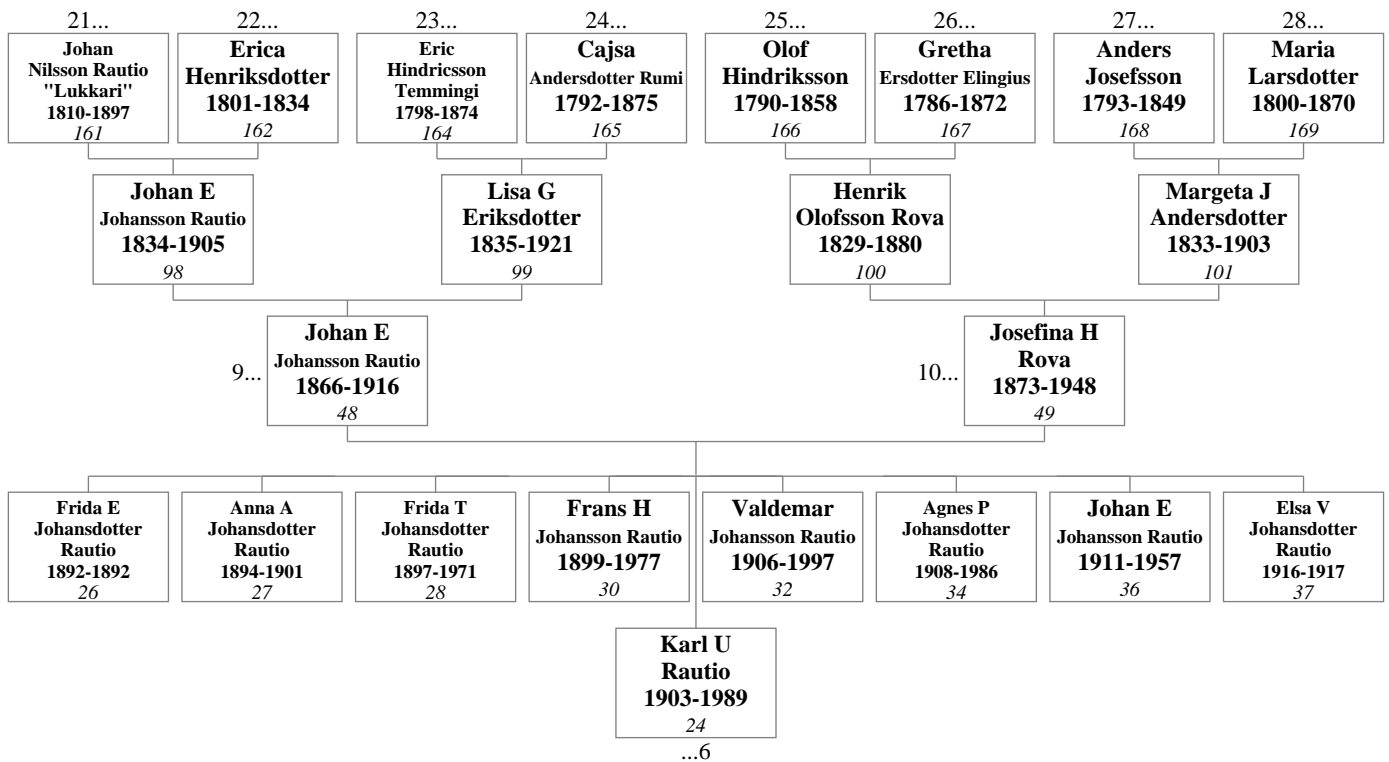 21...
22...
23...
24...
25...
26...
27...
28...
Johan
Nilsson Rautio
"Lukkari"
1810-1897
161
Erica
Henriksdotter
1801-1834
162
Eric
Hindricsson
Temmingi
1798-1874
164
Cajsa
Andersdotter Rumi
1792-1875
165
Olof
Hindriksson
1790-1858
166
Gretha
Ersdotter Elingius
1786-1872
167
Anders
Josefsson
1793-1849
168
Maria
Larsdotter
1800-1870
169
Johan E
Johansson Rautio
1834-1905
98
Lisa G
Eriksdotter
1835-1921
99
Henrik
Olofsson Rova
1829-1880
100
Margeta J
Andersdotter
1833-1903
101
9...
Johan E
Johansson Rautio
1866-1916
48
10...
Josefina H
Rova
1873-1948
49
Frida E
Johansdotter
Rautio
1892-1892
26
Anna A
Johansdotter
Rautio
1894-1901
27
Frida T
Johansdotter
Rautio
1897-1971
28
Frans H
Johansson Rautio
1899-1977
30
Valdemar
Johansson Rautio
1906-1997
32
Agnes P
Johansdotter
Rautio
1908-1986
34
Johan E
Johansson Rautio
1911-1957
36
Elsa V
Johansdotter
Rautio
1916-1917
37
Karl U
Rautio
1903-1989
24
...6